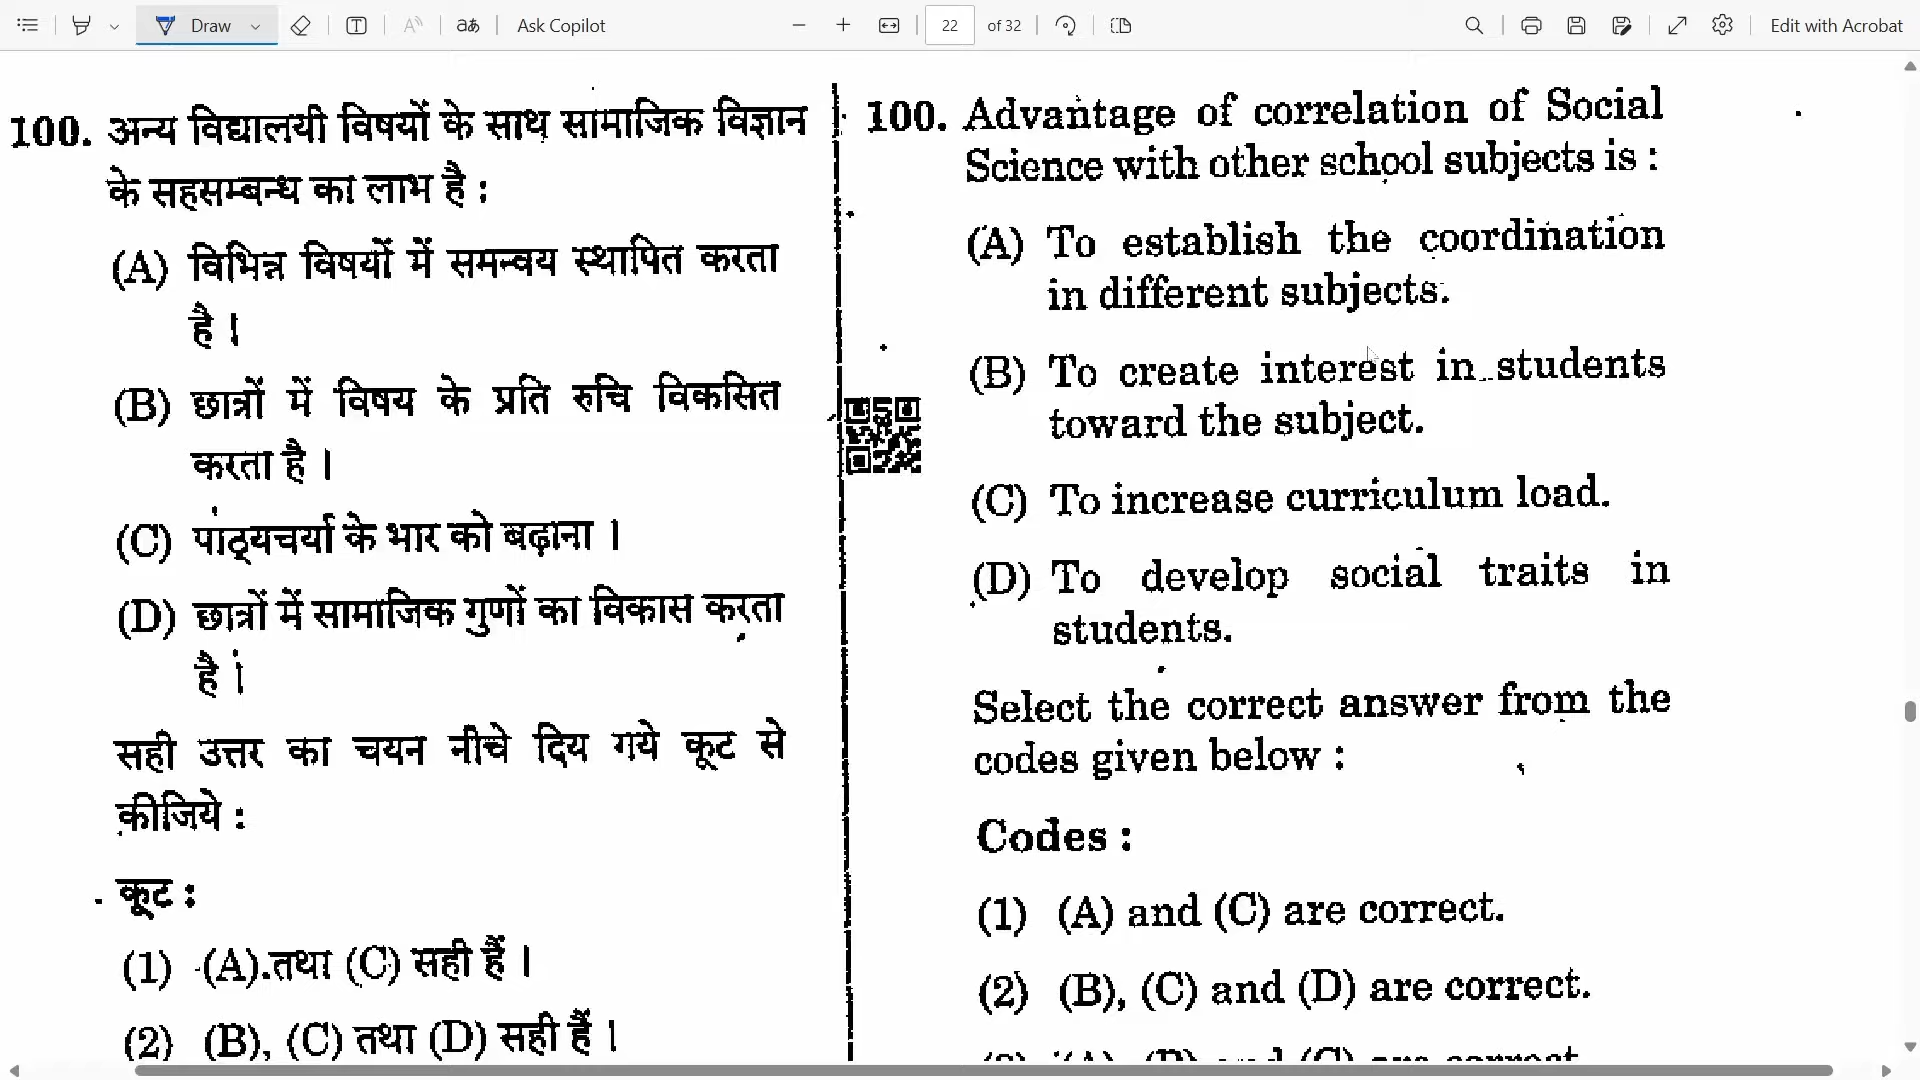 Draw
aあ
Ask Copilot
22
of 32
Edit with Acrobat
100. अन्य विद्यालयी विषयों के साथ सामाजिक विज्ञान
के सहसम्बन्ध का लाभ है :
(A) विभिन्न विषयों में समन्वय स्थापित करता
है ।
(B) छात्रों में विषय के प्रति रुचि विकसित
करता है ।
(C) पाठ्यचर्या के भार को बढ़ाना ।
(D) छात्रों में सामाजिक गुणों का विकास करता
है ।
सही उत्तर का चयन नीचे दिय गये कूट से
कीजिये :
कूट :
(1) (A) तथा (C) सही हैं ।
(2) (B), (C) तथा (D) सही हैं ।
100. Advantage of correlation of Social
Science with other school subjects is :
(A) To establish the coordination
in different subjects.
(B) To create interest in students
toward the subject.
(C) To increase curriculum load.
(D) To develop social traits in
students.
Select the correct answer from the
codes given below :
Codes :
(1) (A) and (C) are correct.
(2) (B), (C) and (D) are correct.